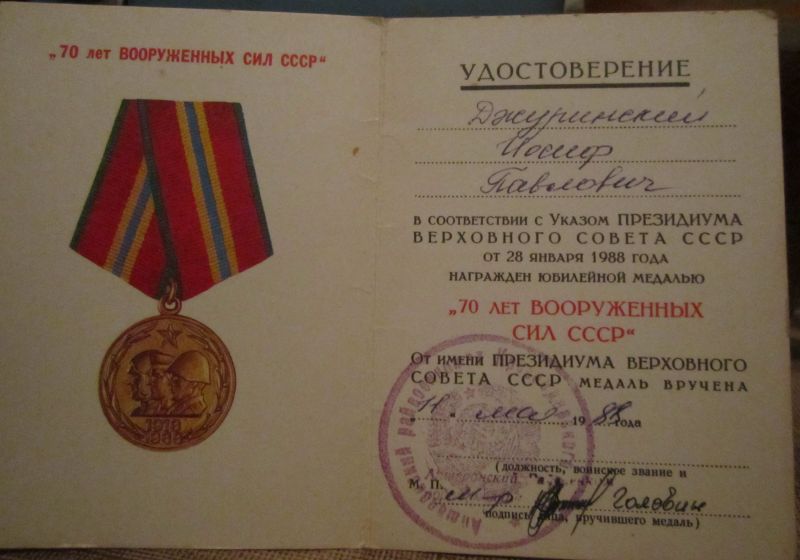 „70 лет ВООРУЖЕННЫХ СИЛ СССР“
1918
1988
УДОСТОВЕРЕНИЕ
Джуринский
Иосиф
Павлович
В СООТВЕТСТВИИ С УКАЗОМ ПРЕЗИДИУМА
ВЕРХОВНОГО СОВЕТА СССР
ОТ 28 ЯНВАРЯ 1988 ГОДА
НАГРАЖДЕН ЮБИЛЕЙНОЙ МЕДАЛЬЮ
„70 ЛЕТ ВООРУЖЕННЫХ
СИЛ СССР“
ОТ ИМЕНИ ПРЕЗИДИУМА ВЕРХОВНОГО
СОВЕТА СССР МЕДАЛЬ ВРУЧЕНА
„11“ мая 1988 года
(должность, воинское звание и
М. П. м-р Головин
подпись лица, вручившего медаль)